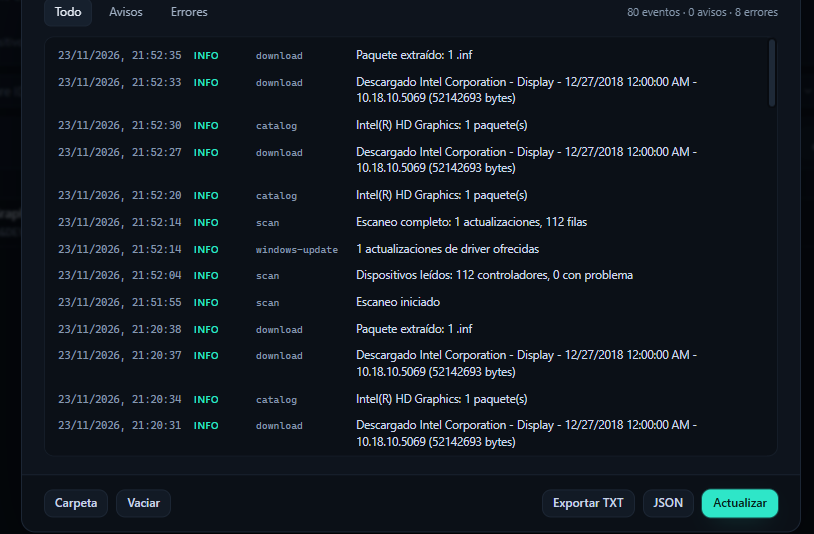 Todo Avisos Errores 80 eventos · 0 avisos · 8 errores
23/11/2026, 21:52:35 INFO download Paquete extraído: 1 .inf
23/11/2026, 21:52:33 INFO download Descargado Intel Corporation - Display - 12/27/2018 12:00:00 AM -
10.18.10.5069 (52142693 bytes)
23/11/2026, 21:52:30 INFO catalog Intel(R) HD Graphics: 1 paquete(s)
23/11/2026, 21:52:27 INFO download Descargado Intel Corporation - Display - 12/27/2018 12:00:00 AM -
10.18.10.5069 (52142693 bytes)
23/11/2026, 21:52:20 INFO catalog Intel(R) HD Graphics: 1 paquete(s)
23/11/2026, 21:52:14 INFO scan Escaneo completo: 1 actualizaciones, 112 filas
23/11/2026, 21:52:14 INFO windows-update 1 actualizaciones de driver ofrecidas
23/11/2026, 21:52:04 INFO scan Dispositivos leídos: 112 controladores, 0 con problema
23/11/2026, 21:51:55 INFO scan Escaneo iniciado
23/11/2026, 21:20:38 INFO download Paquete extraído: 1 .inf
23/11/2026, 21:20:37 INFO download Descargado Intel Corporation - Display - 12/27/2018 12:00:00 AM -
10.18.10.5069 (52142693 bytes)
23/11/2026, 21:20:34 INFO catalog Intel(R) HD Graphics: 1 paquete(s)
23/11/2026, 21:20:31 INFO download Descargado Intel Corporation - Display - 12/27/2018 12:00:00 AM -
10.18.10.5069 (52142693 bytes)
Carpeta Vaciar Exportar TXT JSON Actualizar